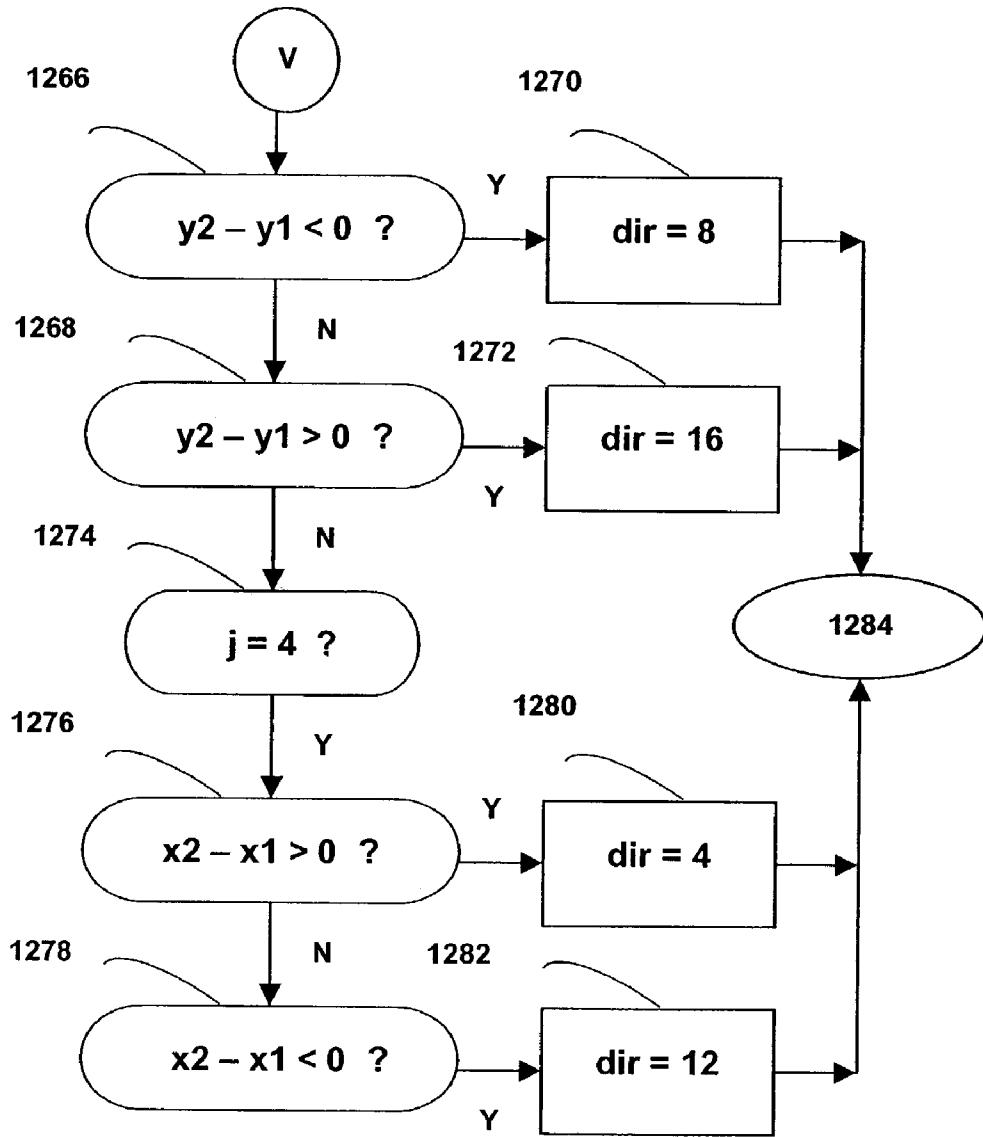 V
1266
1270
y2 – y1 < 0 ?
Y
dir = 8
N
1268
1272
y2 – y1 > 0 ?
Y
dir = 16
N
1274
j = 4 ?
1284
Y
1276
1280
x2 – x1 > 0 ?
Y
dir = 4
N
1278
1282
x2 – x1 < 0 ?
Y
dir = 12